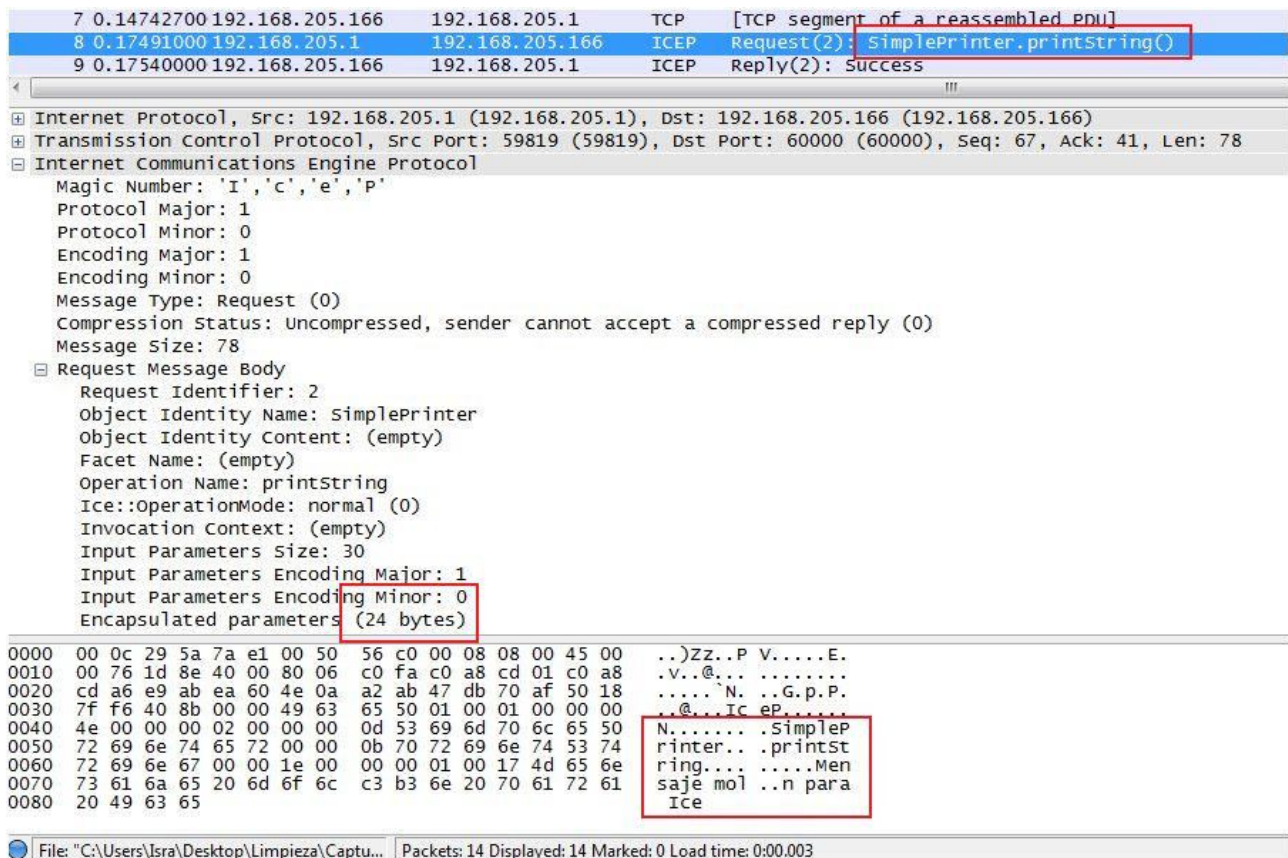 7 0.14742700 192.168.205.166 192.168.205.1 TCP [TCP segment of a reassembled PDU]
8 0.17491000 192.168.205.1 192.168.205.166 ICEP Request(2): SimplePrinter.printString()
9 0.17540000 192.168.205.166 192.168.205.1 ICEP Reply(2): Success
Internet Protocol, Src: 192.168.205.1 (192.168.205.1), Dst: 192.168.205.166 (192.168.205.166)
Transmission Control Protocol, Src Port: 59819 (59819), Dst Port: 60000 (60000), Seq: 67, Ack: 41, Len: 78
Internet Communications Engine Protocol
Magic Number: 'I','c','e','P'
Protocol Major: 1
Protocol Minor: 0
Encoding Major: 1
Encoding Minor: 0
Message Type: Request (0)
Compression Status: Uncompressed, sender cannot accept a compressed reply (0)
Message Size: 78
Request Message Body
Request Identifier: 2
Object Identity Name: SimplePrinter
Object Identity Content: (empty)
Facet Name: (empty)
Operation Name: printString
Ice::OperationMode: normal (0)
Invocation Context: (empty)
Input Parameters Size: 30
Input Parameters Encoding Major: 1
Input Parameters Encoding Minor: 0
Encapsulated parameters (24 bytes)
0000 00 0c 29 5a 7a e1 00 50 56 c0 00 08 08 00 45 00 ..)Zz..P V.....E.
0010 00 76 1d 8e 40 00 80 06 c0 fa c0 a8 cd 01 c0 a8 .v..@... ........
0020 cd a6 e9 ab ea 60 4e 0a a2 ab 47 db 70 af 50 18 .....`N. ..G.p.P.
0030 7f f6 40 8b 00 00 49 63 65 50 01 00 01 00 00 00 ..@...Ic eP......
0040 4e 00 00 00 02 00 00 00 0d 53 69 6d 70 6c 65 50 N....... .SimpleP
0050 72 69 6e 74 65 72 00 00 0b 70 72 69 6e 74 53 74 rinter.. .printSt
0060 72 69 6e 67 00 00 1e 00 00 00 01 00 17 4d 65 6e ring.... .....Men
0070 73 61 6a 65 20 6d 6f 6c c3 b3 6e 20 70 61 72 61 saje mol ..n para
0080 20 49 63 65 Ice
File: "C:\Users\Isra\Desktop\Limpieza\Captu... Packets: 14 Displayed: 14 Marked: 0 Load time: 0:00.003